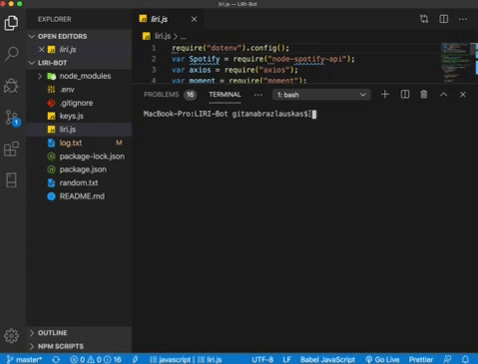 liri.js — LIRI-Bot
EXPLORER
OPEN EDITORS
liri.js
LIRI-BOT
node_modules
.env
.gitignore
keys.js
liri.js
log.txt M
package-lock.json
package.json
random.txt
README.md
OUTLINE
NPM SCRIPTS
liri.js
liri.js > ...
1 require("dotenv").config();
2 var Spotify = require("node-spotify-api");
3 var axios = require("axios");
4 var moment = require("moment");
PROBLEMS 16 TERMINAL ... 1: bash
MacBook-Pro:LIRI-Bot gitanabrazlauskas$
1
master* 0 0 16 javascript | liri.js UTF-8 LF Babel JavaScript Go Live Prettier